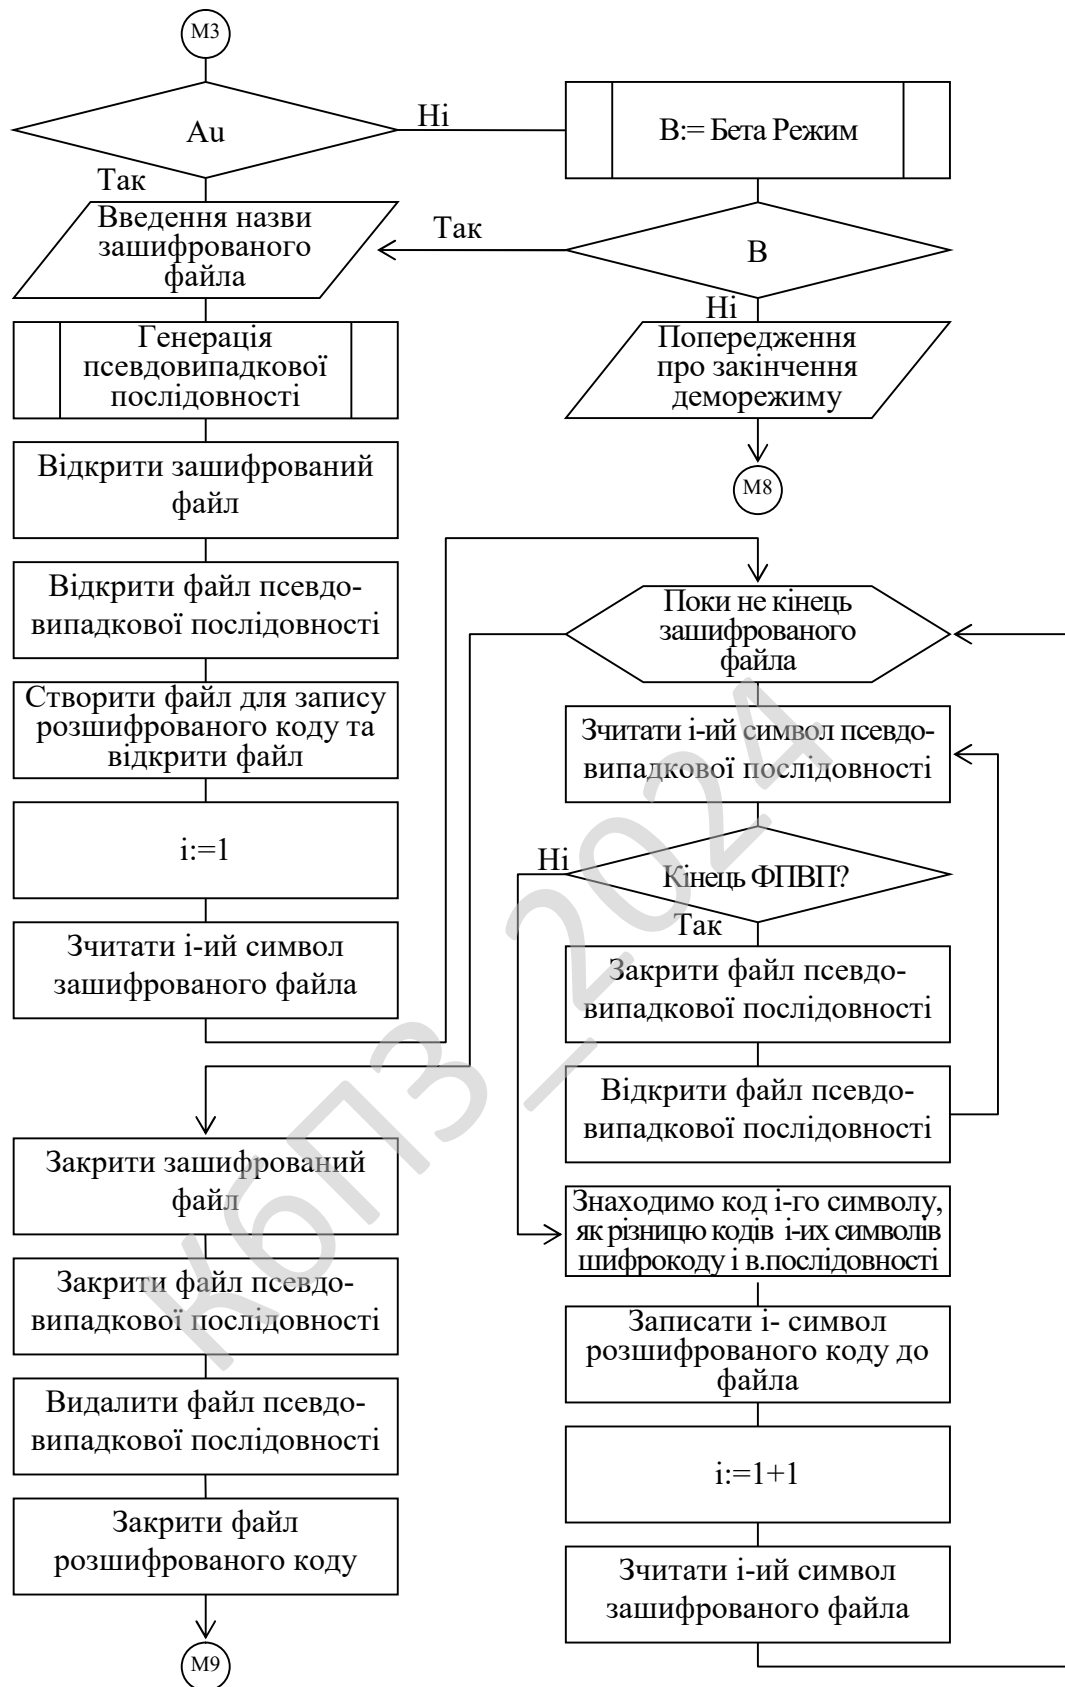 М3
Au
Ні
В:= Бета Режим
Так
Введення назви
зашифрованого
файла
Так
В
Ні
Генерація
псевдовипадкової
послідовності
Попередження
про закінчення
деморежиму
М8
Відкрити зашифрований
файл
Відкрити файл псевдо-
випадкової послідовності
Створити файл для запису
розшифрованого коду та
відкрити файл
і:=1
Зчитати і-ий символ
зашифрованого файла
Поки не кінець
зашифрованого
файла
Зчитати і-ий символ псевдо-
випадкової послідовності
Ні
Кінець ФПВП?
Так
Закрити файл псевдо-
випадкової послідовності
Відкрити файл псевдо-
випадкової послідовності
Знаходимо код і-го символу,
як різницю кодів і-их символів
шифрокоду і в.послідовності
Записати і- символ
розшифрованого коду до
файла
і:=1+1
Зчитати і-ий символ
зашифрованого файла
Закрити зашифрований
файл
Закрити файл псевдо-
випадкової послідовності
Видалити файл псевдо-
випадкової послідовності
Закрити файл
розшифрованого коду
М9
КбПЗ_2024